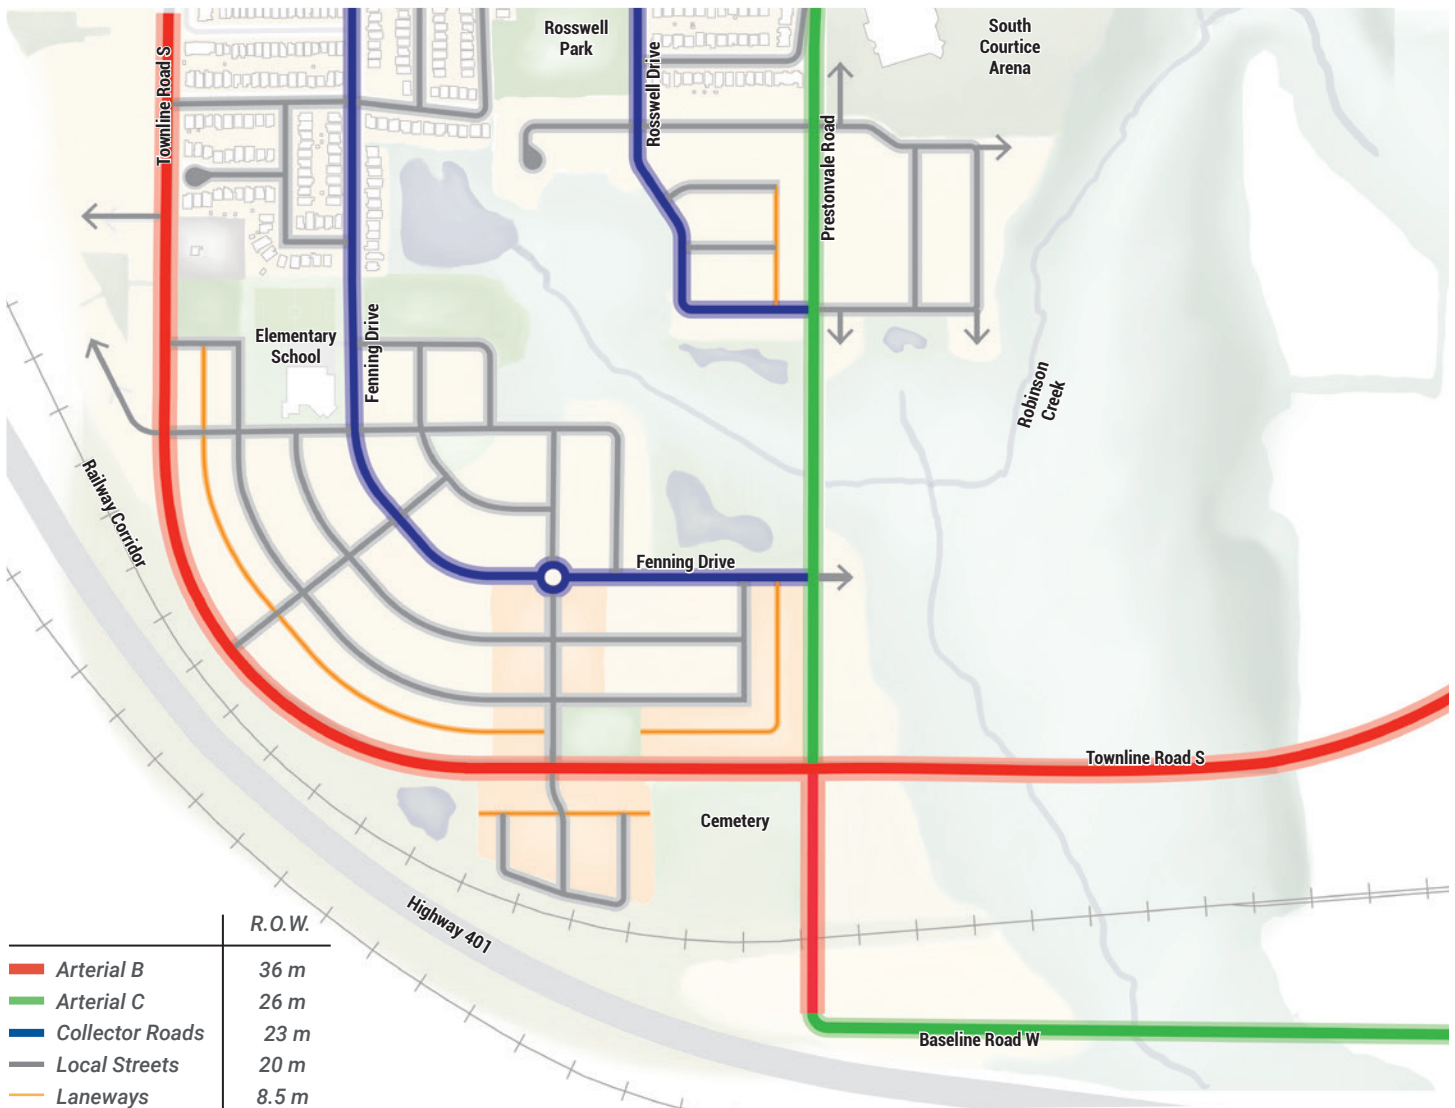 Rosswell
Park
South
Courtice
Arena
Townline Road S
Rosswell Drive
Prestonvale Road
Elementary
School
Fenning Drive
Robinson
Creek
Railway Corridor
Fenning Drive
Townline Road S
Cemetery
Highway 401
Baseline Road W
R.O.W.
Arterial B 36 m
Arterial C 26 m
Collector Roads 23 m
Local Streets 20 m
Laneways 8.5 m